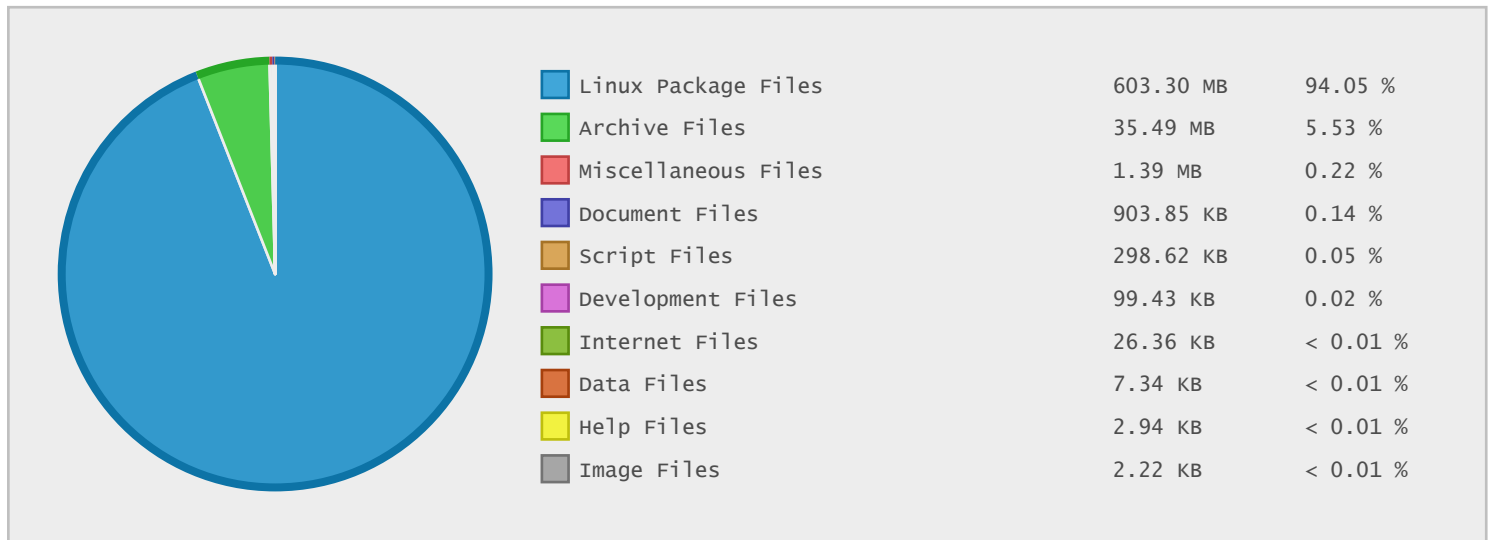 Linux Package Files 603.30 MB 94.05 %
Archive Files 35.49 MB 5.53 %
Miscellaneous Files 1.39 MB 0.22 %
Document Files 903.85 KB 0.14 %
Script Files 298.62 KB 0.05 %
Development Files 99.43 KB 0.02 %
Internet Files 26.36 KB < 0.01 %
Data Files 7.34 KB < 0.01 %
Help Files 2.94 KB < 0.01 %
Image Files 2.22 KB < 0.01 %